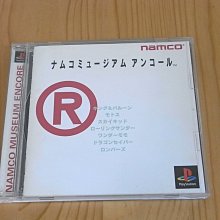 namco
ナムコミュージアム アンコール™
NAMCO MUSEUM ENCORE
R
キング&バルーン
モトス
スカイキッド
ローリングサンダー
ワンダーモモ
ドラゴンセイバー
ロンパーズ
PlayStation